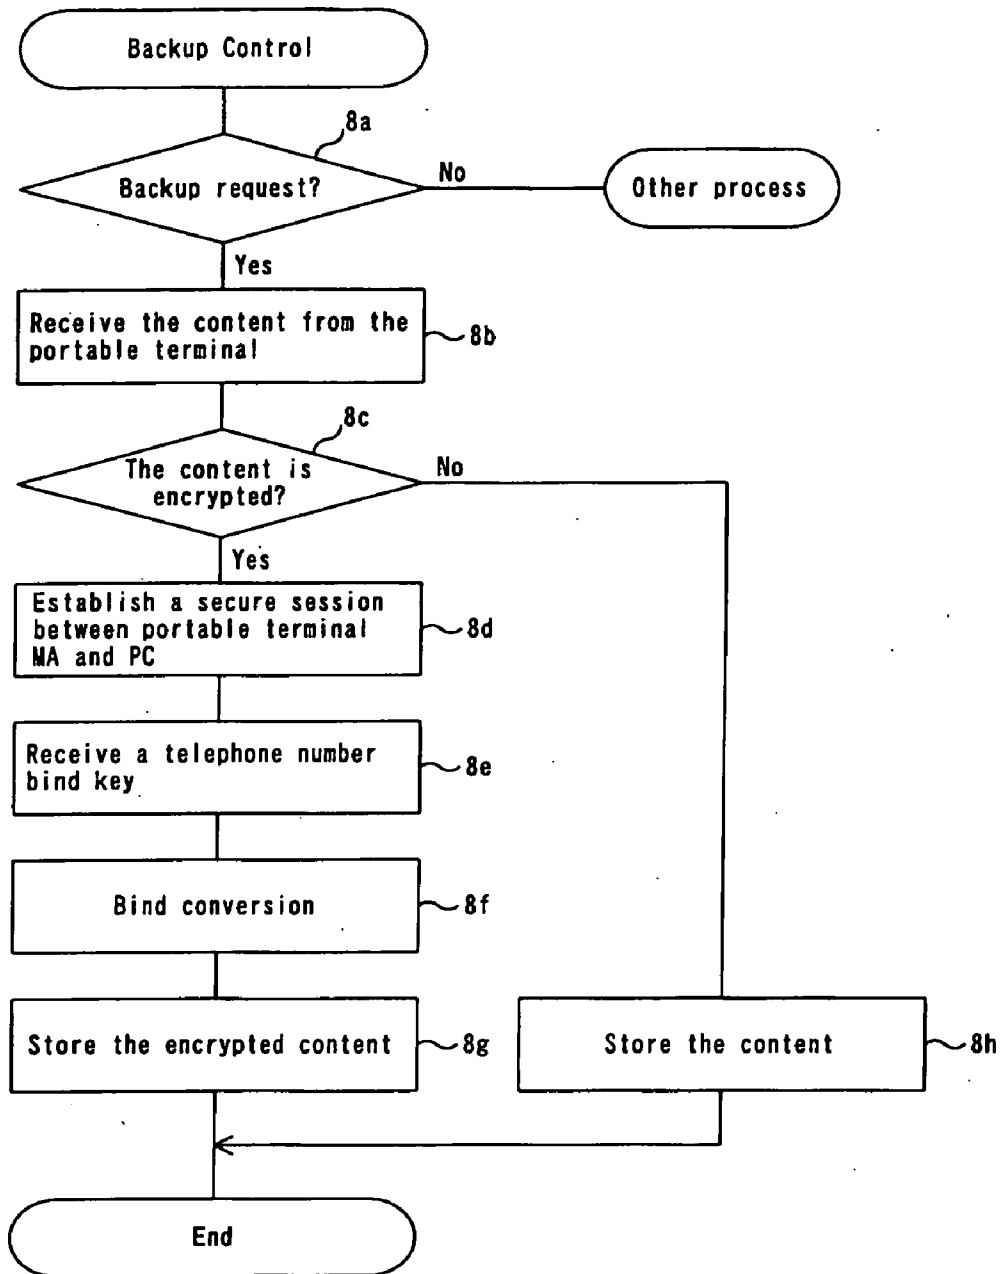 Backup Control
8a
Backup request?
No
Other process
Yes
Receive the content from the
portable terminal
8b
8c
The content is
encrypted?
No
Yes
Establish a secure session
between portable terminal
MA and PC
8d
Receive a telephone number
bind key
8e
Bind conversion
8f
Store the encrypted content
8g
Store the content
8h
End